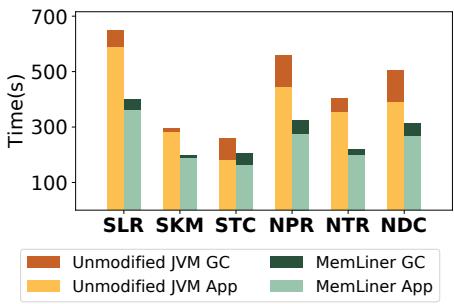 700
500
300
100
Time(s)
SLR SKM STC NPR NTR NDC
Unmodified JVM GC MemLiner GC
Unmodified JVM App MemLiner App